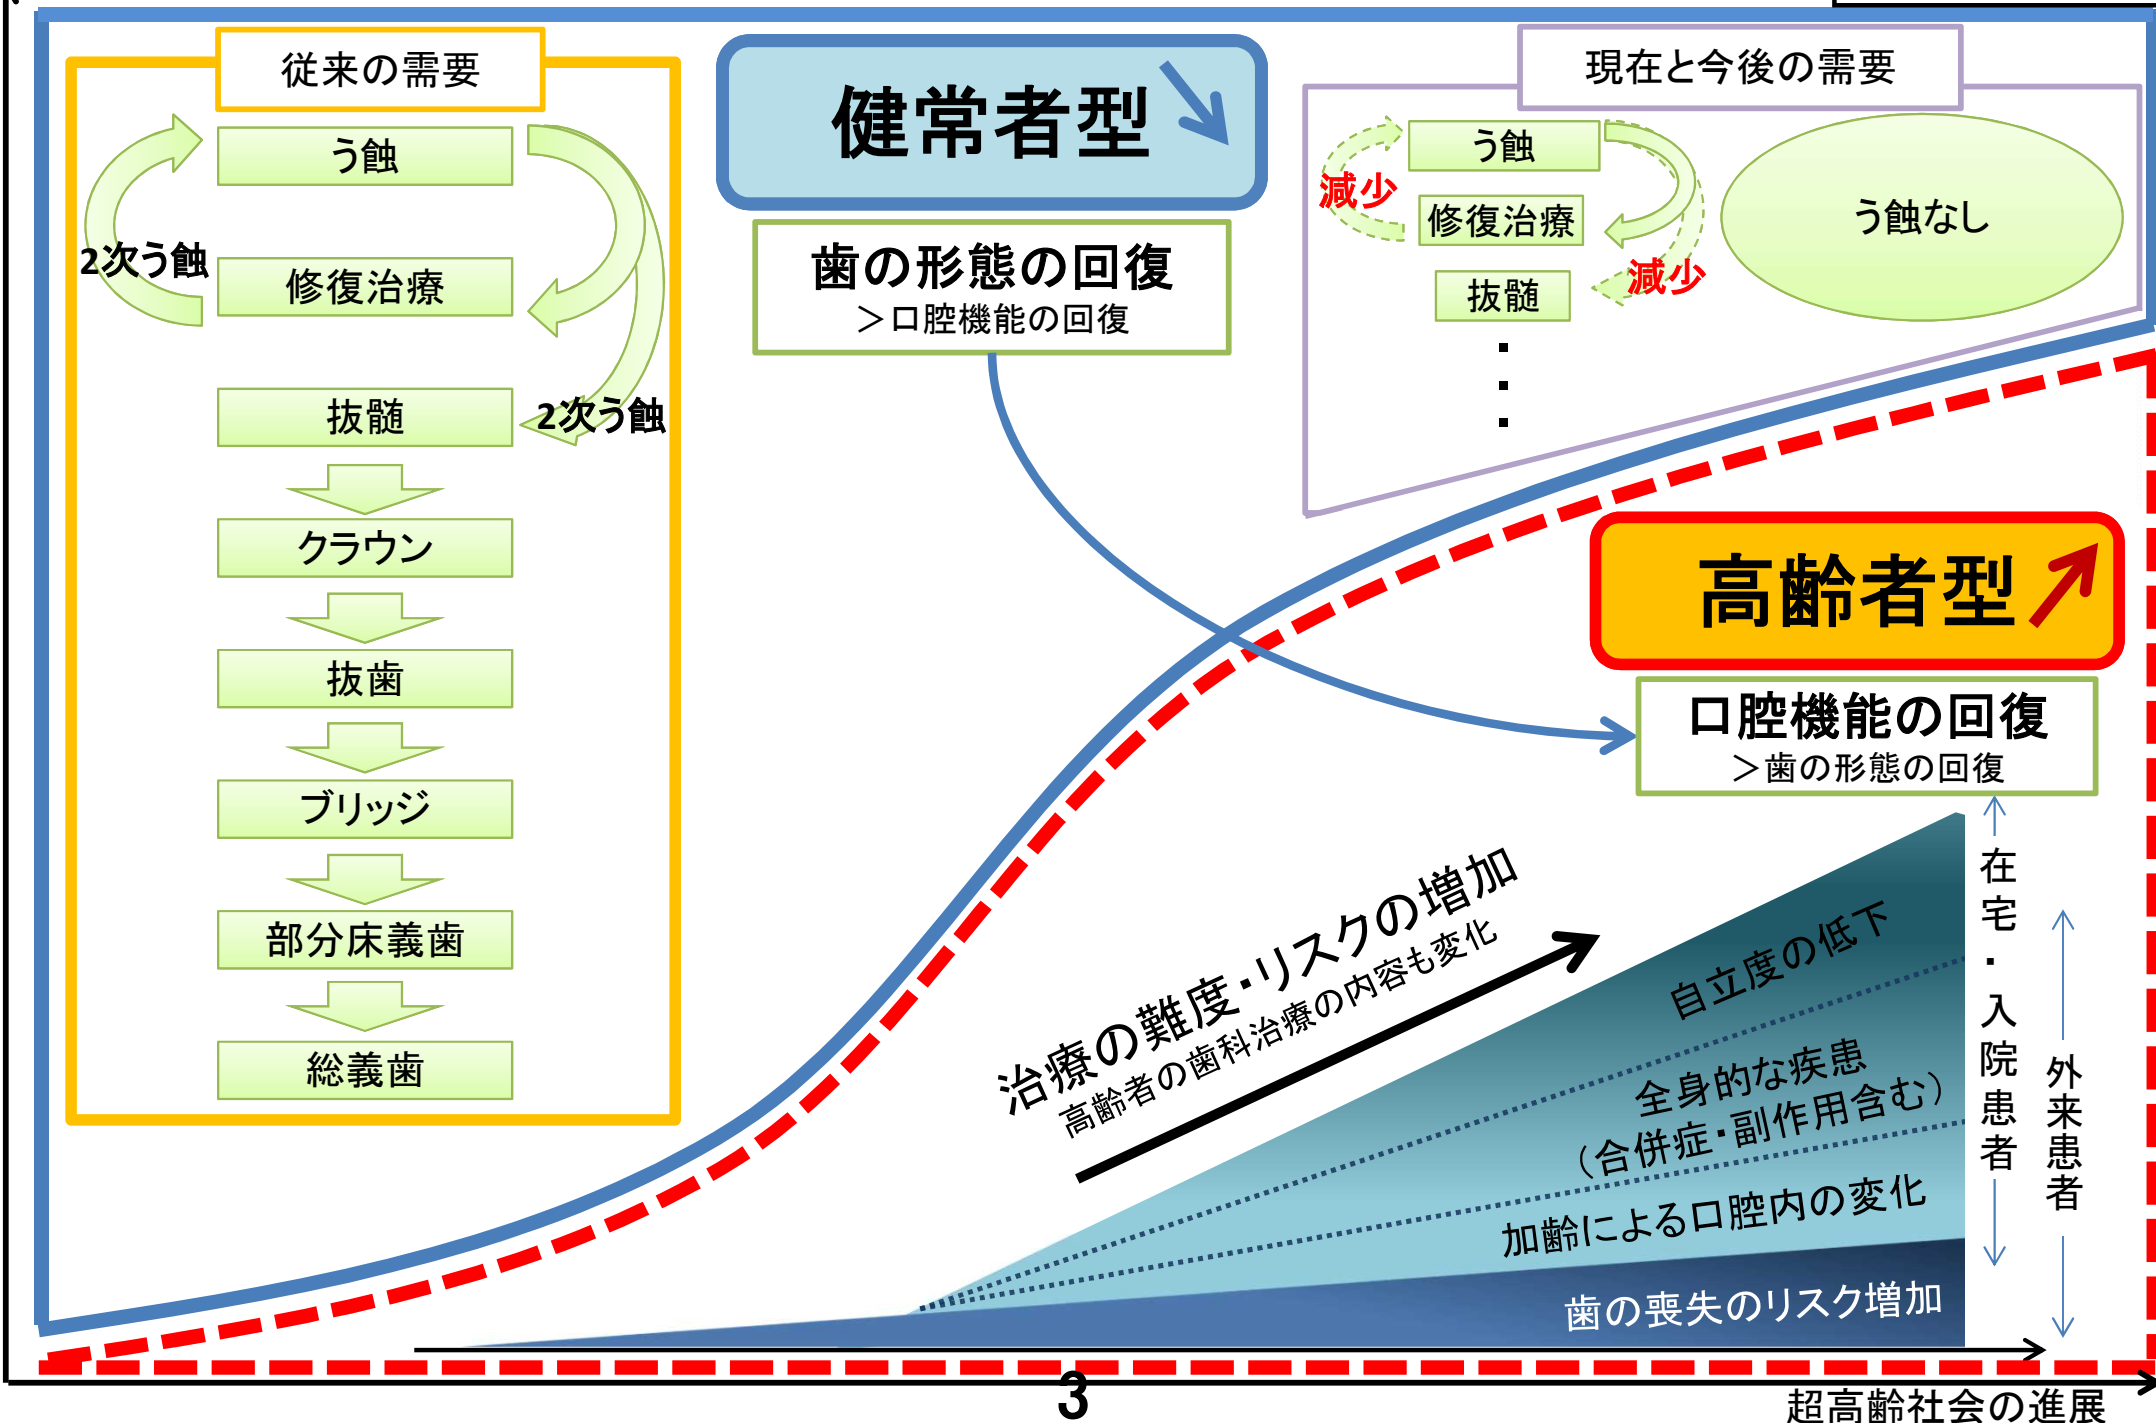 従来の需要
う蝕
2次う蝕
修復治療
抜髄
2次う蝕
クラウン
抜歯
ブリッジ
部分床義歯
総義歯
健常者型
歯の形態の回復
＞口腔機能の回復
現在と今後の需要
う蝕
減少
修復治療
減少
抜髄
・
・
・
う蝕なし
高齢者型
口腔機能の回復
＞歯の形態の回復
治療の難度・リスクの増加
高齢者の歯科治療の内容も変化
自立度の低下
全身的な疾患
（合併症・副作用含む）
加齢による口腔内の変化
歯の喪失のリスク増加
在宅・入院患者
外来患者
3
超高齢社会の進展